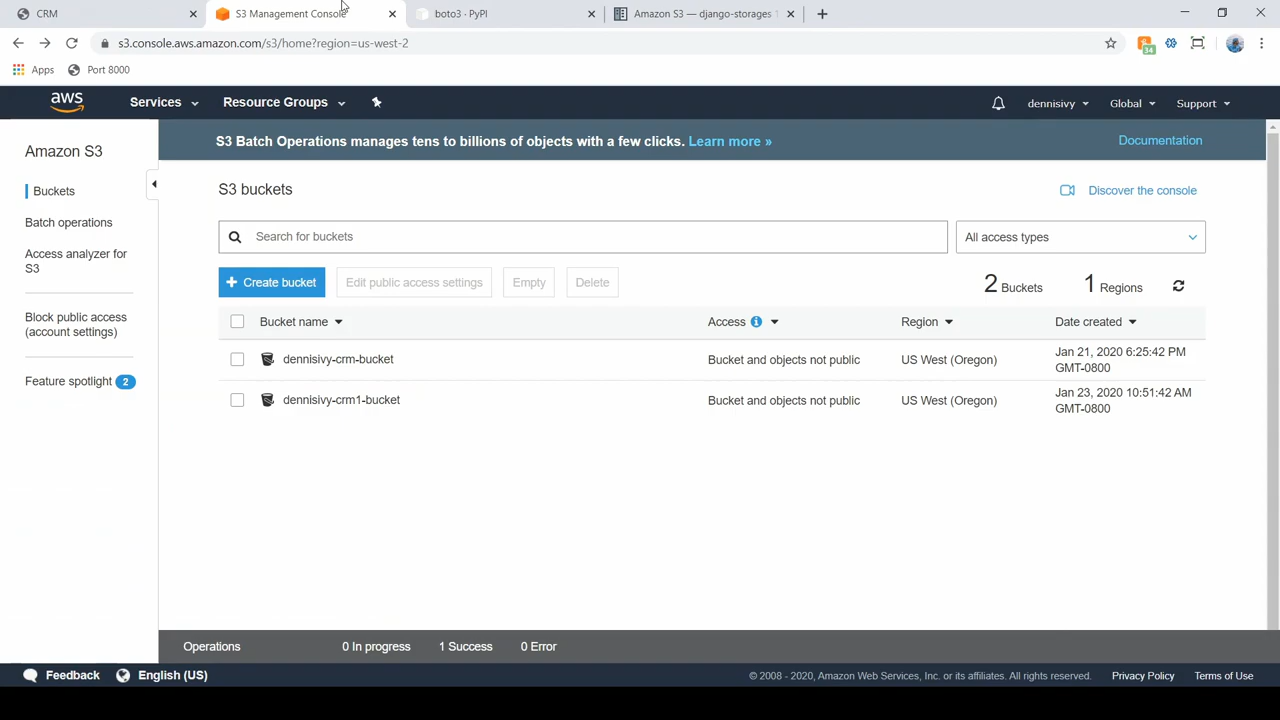 CRM
S3 Management Console
boto3 · PyPI
Amazon S3 — django-storages
s3.console.aws.amazon.com/s3/home?region=us-west-2
34
Apps
Port 8000
aws
Services
Resource Groups
dennisivy
Global
Support
Amazon S3
Buckets
Batch operations
Access analyzer for
S3
Block public access
(account settings)
Feature spotlight 2
S3 Batch Operations manages tens to billions of objects with a few clicks. Learn more »
Documentation
S3 buckets
Discover the console
Search for buckets
All access types
+ Create bucket
Edit public access settings
Empty
Delete
2 Buckets
1 Regions
Bucket name
Access
Region
Date created
dennisivy-crm-bucket
Bucket and objects not public
US West (Oregon)
Jan 21, 2020 6:25:42 PM
GMT-0800
dennisivy-crm1-bucket
Bucket and objects not public
US West (Oregon)
Jan 23, 2020 10:51:42 AM
GMT-0800
Operations
0 In progress
1 Success
0 Error
Feedback
English (US)
© 2008 - 2020, Amazon Web Services, Inc. or its affiliates. All rights reserved.
Privacy Policy
Terms of Use